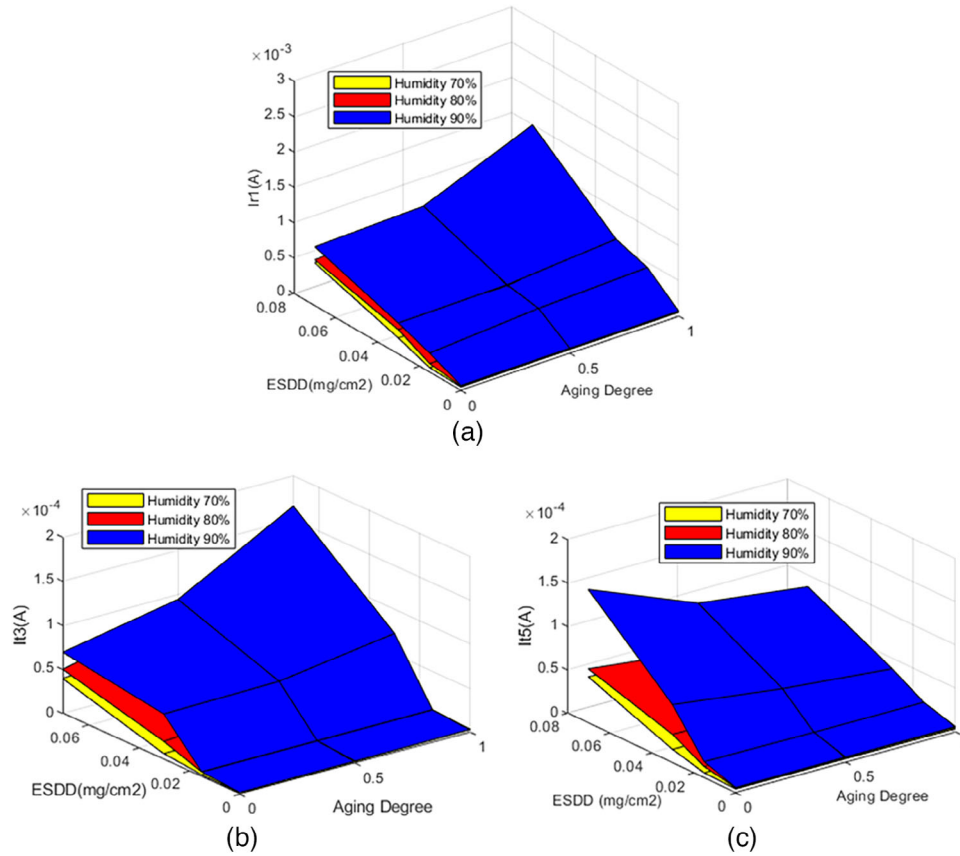 ×10⁻³
3
Humidity 70%
2.5
Humidity 80%
Humidity 90%
2
1.5
Ir1(A)
1
0.5
0
0.08
0.06
1
0.04
0.5
0.02
ESDD(mg/cm2)
Aging Degree
0 0
(a)
×10⁻⁴
2
Humidity 70%
Humidity 80%
1.5
Humidity 90%
1
It3(A)
0.5
0
0.06
1
0.04
0.02
0.5
ESDD(mg/cm2)
Aging Degree
0 0
(b)
×10⁻⁴
2
Humidity 70%
Humidity 80%
1.5
Humidity 90%
1
It5(A)
0.5
0
0.08
0.06
0.04
0.5
0.02
ESDD (mg/cm2)
Aging Degree
0 0
(c)